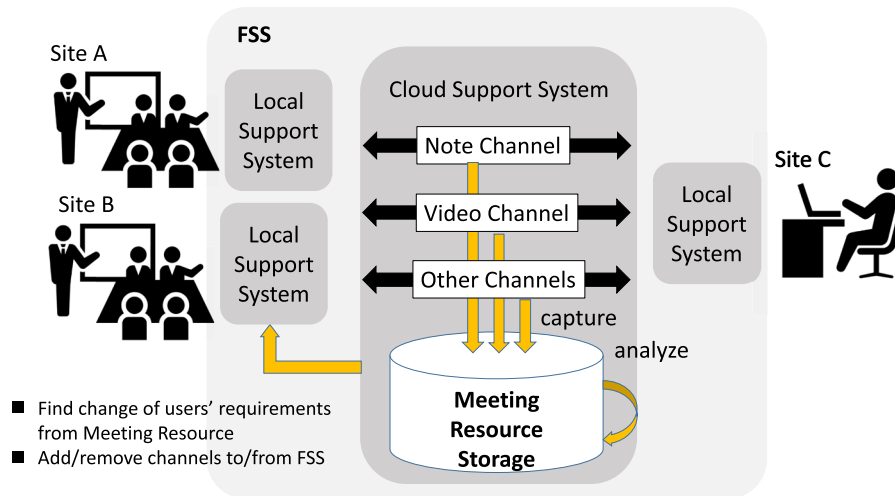 FSS
Site A
Local
Support
System
Cloud Support System
Note Channel
Site B
Local
Support
System
Video Channel
Site C
Local
Support
System
Other Channels
capture
analyze
Meeting
Resource
Storage
■ Find change of users’ requirements
from Meeting Resource
■ Add/remove channels to/from FSS